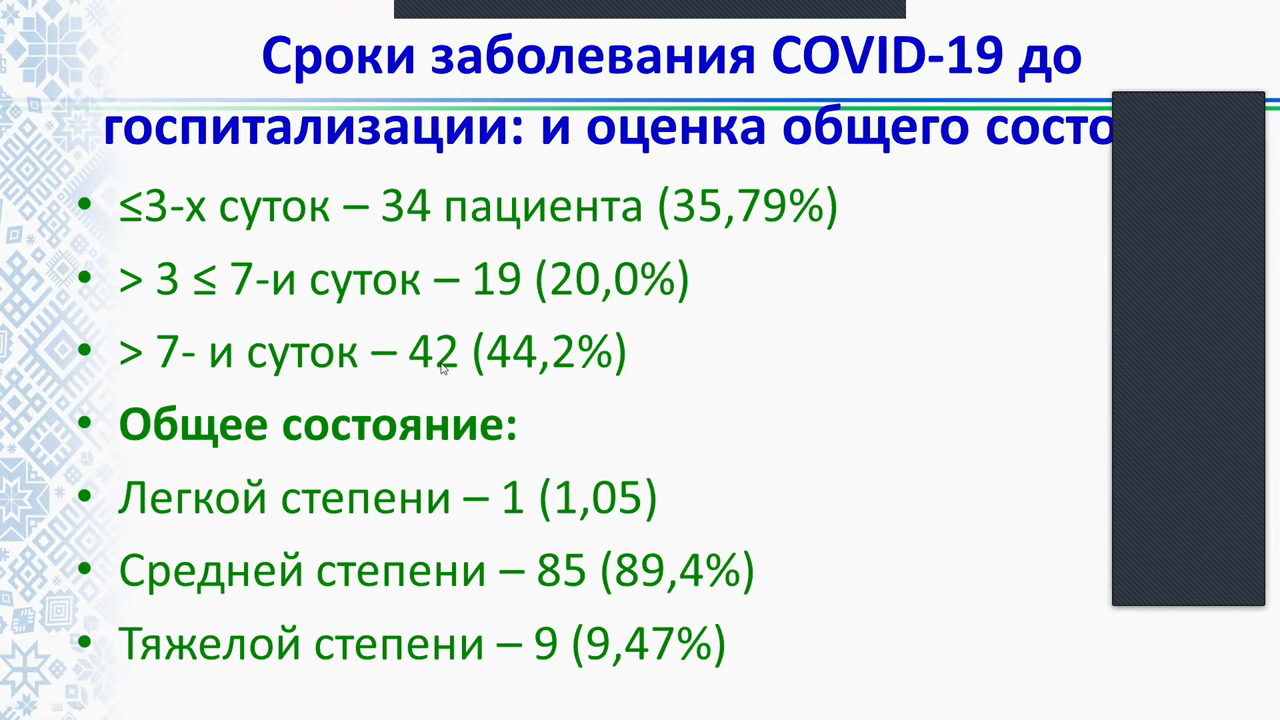 Сроки заболевания COVID-19 до
госпитализации: и оценка общего
• ≤3-х суток – 34 пациента (35,79%)
• > 3 ≤ 7-и суток – 19 (20,0%)
• > 7- и суток – 42 (44,2%)
• Общее состояние:
• Легкой степени – 1 (1,05)
• Средней степени – 85 (89,4%)
• Тяжелой степени – 9 (9,47%)